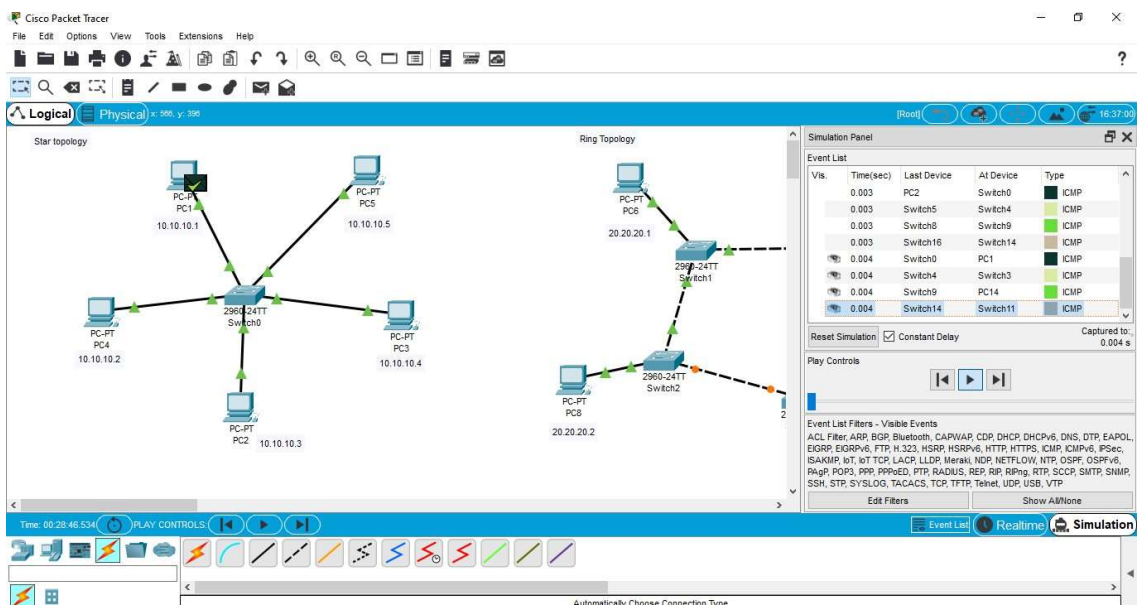 Cisco Packet Tracer
File Edit Options View Tools Extensions Help
Logical Physical x: 566, y: 396 [Root] 16:37:00
Star topology
PC-PT
PC1
10.10.10.1
PC-PT
PC5
10.10.10.5
2960-24TT
Switch0
PC-PT
PC4
10.10.10.2
PC-PT
PC3
10.10.10.4
PC-PT
PC2
10.10.10.3
Ring Topology
PC-PT
PC6
20.20.20.1
2960-24TT
Switch1
2960-24TT
Switch2
PC-PT
PC8
20.20.20.2
2
Simulation Panel
Event List
Vis. Time(sec) Last Device At Device Type
0.003 PC2 Switch0 ICMP
0.003 Switch5 Switch4 ICMP
0.003 Switch8 Switch9 ICMP
0.003 Switch16 Switch14 ICMP
0.004 Switch0 PC1 ICMP
0.004 Switch4 Switch3 ICMP
0.004 Switch9 PC14 ICMP
0.004 Switch14 Switch11 ICMP
Reset Simulation Constant Delay Captured to:
0.004 s
Play Controls
Event List Filters - Visible Events
ACL Filter, ARP, BGP, Bluetooth, CAPWAP, CDP, DHCP, DHCPv6, DNS, DTP, EAPOL,
EIGRP, EIGRPv6, FTP, H.323, HSRP, HSRPv6, HTTP, HTTPS, ICMP, ICMPv6, IPSec,
ISAKMP, IoT, IoT TCP, LACP, LLDP, Meraki, NDP, NETFLOW, NTP, OSPF, OSPFv6,
PAgP, POP3, PPP, PPPoED, PTP, RADIUS, REP, RIP, RIPng, RTP, SCCP, SMTP, SNMP,
SSH, STP, SYSLOG, TACACS, TCP, TFTP, Telnet, UDP, USB, VTP
Edit Filters Show All/None
Time: 00:28:46.534 PLAY CONTROLS: Event List Realtime Simulation
Automatically Choose Connection Type